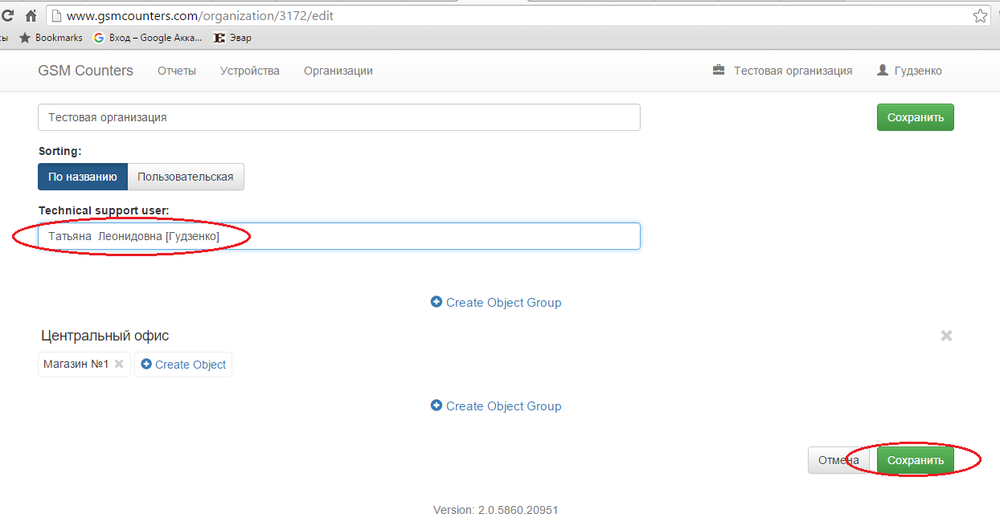 www.gsmcounters.com/organization/3172/edit
ы Bookmarks Вход – Google Акка... Эвар
GSM Counters Отчеты Устройства Организации Тестовая организация Гудзенко
Тестовая организация Сохранить
Sorting:
По названию Пользовательская
Technical support user:
Татьяна Леонидовна [Гудзенко]
Create Object Group
Центральный офис
Магазин №1 Create Object
Create Object Group
Отмена Сохранить
Version: 2.0.5860.20951